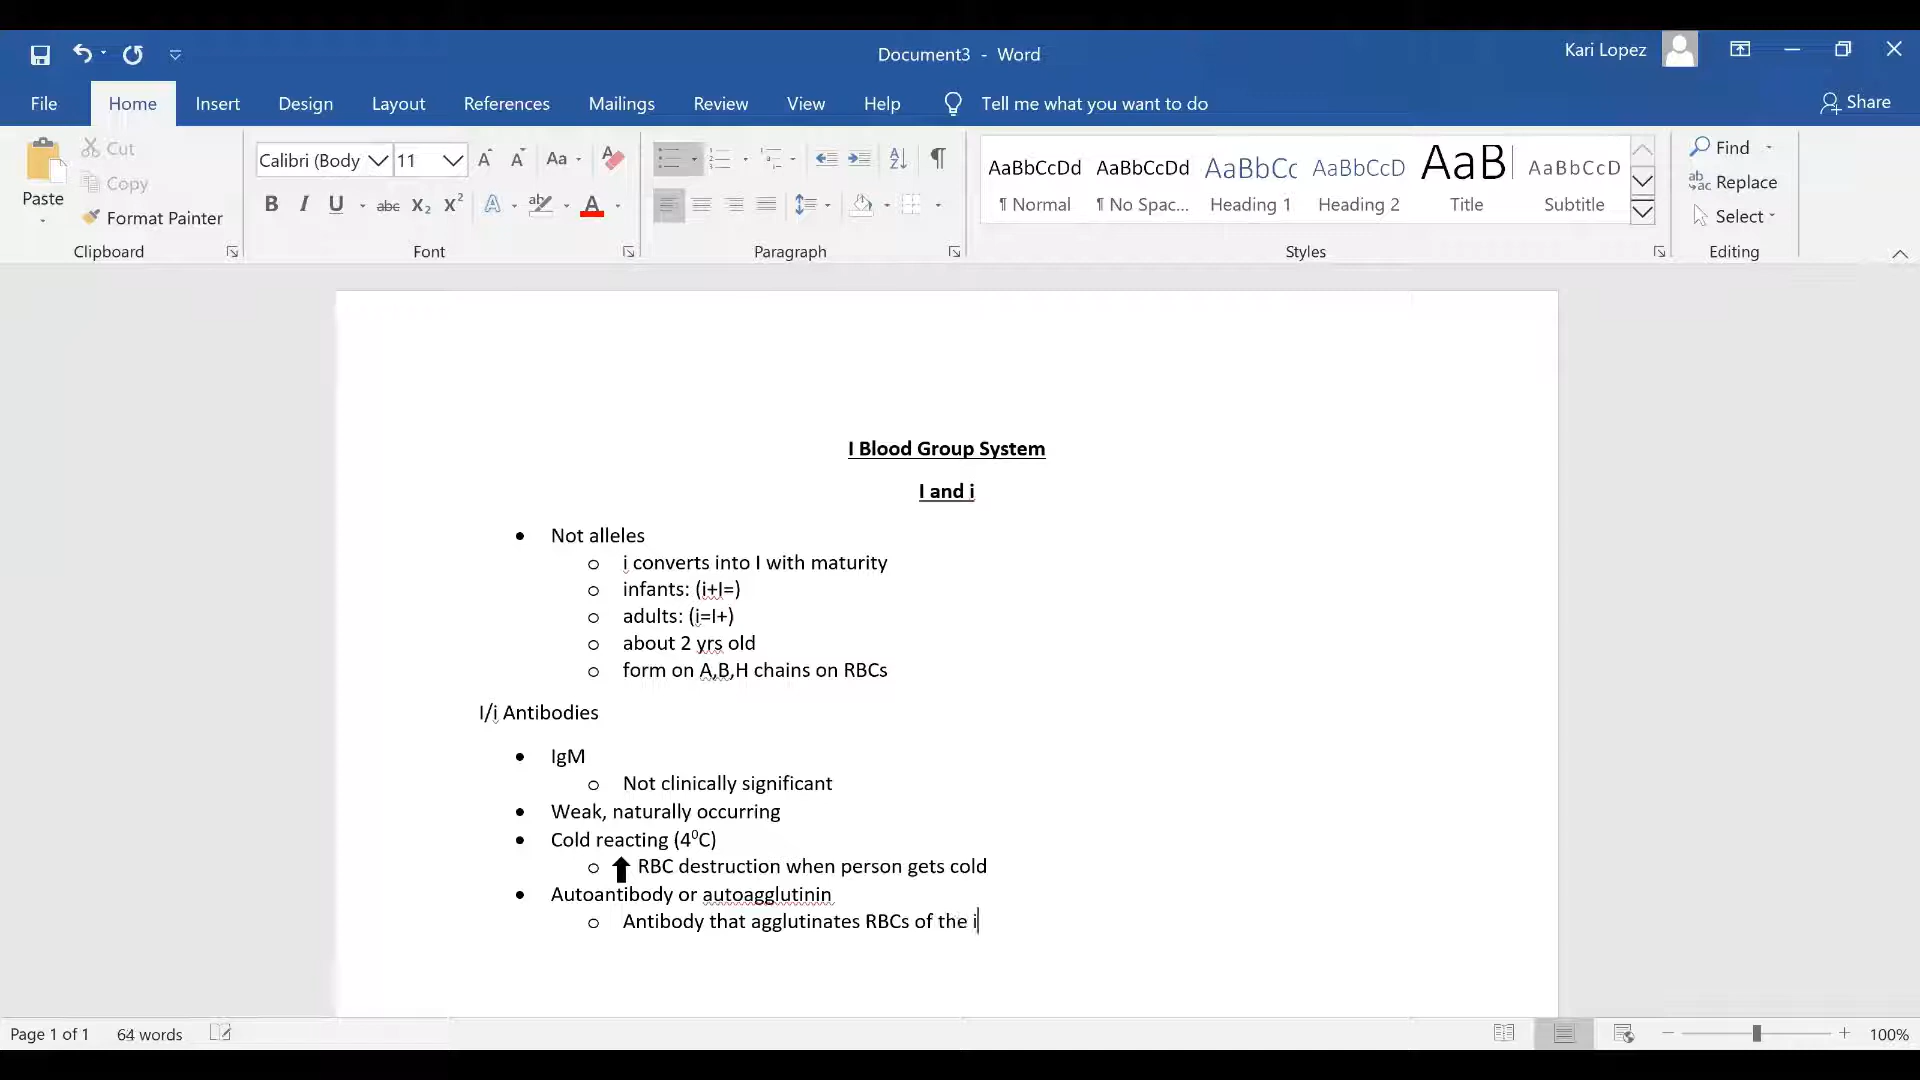 Document3 - Word
Kari Lopez
File Home Insert Design Layout References Mailings Review View Help Tell me what you want to do Share
Paste
Cut
Copy
Format Painter
Clipboard
Calibri (Body 11
Font
Paragraph
AaBbCcDd AaBbCcDd AaBbCc AaBbCcD AaB AaBbCcD
¶ Normal ¶ No Spac... Heading 1 Heading 2 Title Subtitle
Styles
Find
Replace
Select
Editing
I Blood Group System
I and i
• Not alleles
o i converts into I with maturity
o infants: (i+I=)
o adults: (i=I+)
o about 2 yrs old
o form on A,B,H chains on RBCs
I/i Antibodies
• IgM
o Not clinically significant
• Weak, naturally occurring
• Cold reacting (4⁰C)
o ⬆ RBC destruction when person gets cold
• Autoantibody or autoagglutinin
o Antibody that agglutinates RBCs of the i
Page 1 of 1 64 words 100%